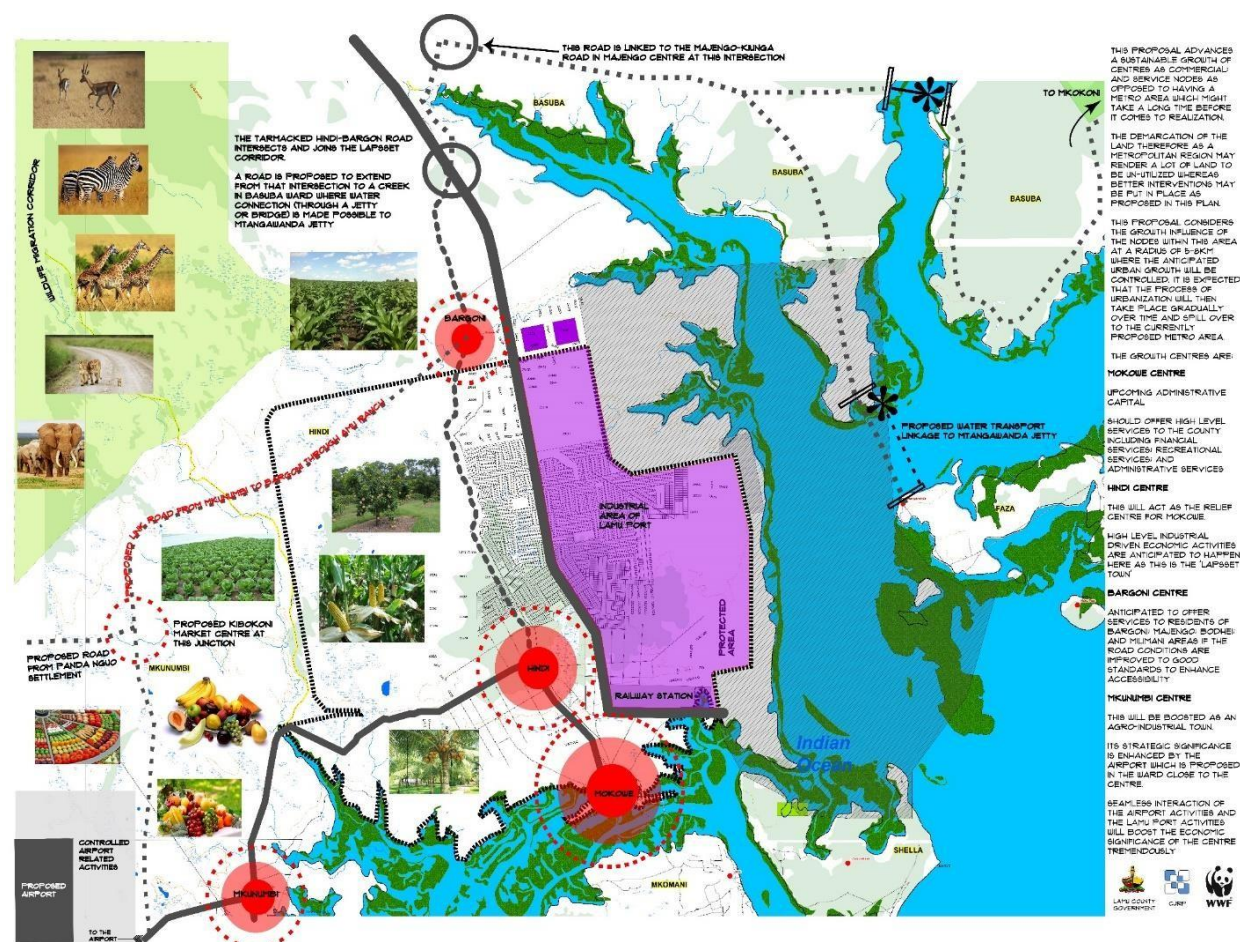 THIS ROAD IS LINKED TO THE MAJENGO-KIUNGA
ROAD IN MAJENGO CENTRE AT THIS INTERSECTION
BASUBA
TO MKOKONI
THE TARMACKED HINDI-BARGON ROAD
INTERSECTS AND JOINS THE LAPSSET
CORRIDOR.
A ROAD IS PROPOSED TO EXTEND
FROM THAT INTERSECTION TO A CREEK
IN BASUBA WARD WHERE WATER
CONNECTION (THROUGH A JETTY
OR BRIDGE) IS MADE POSSIBLE TO
MTANGAWANDA JETTY
BASUBA
BASUBA
WILDLIFE MIGRATION CORRIDOR
BARGONI
HINDI
PROPOSED LINK ROAD FROM MKUNUMBI TO BARGONI THROUGH AMU RANCH
PROPOSED WATER TRANSPORT
LINKAGE TO MTANGAWANDA JETTY
INDUSTRIAL
AREA OF
LAMU PORT
FAZA
PROPOSED KIBOKONI
MARKET CENTRE AT
THIS JUNCTION
PROPOSED ROAD
FROM PANDA NGUO
SETTLEMENT
MKUNUMBI
HINDI
PROTECTED
AREA
RAILWAY STATION
Indian
Ocean
MOKOWE
SHELLA
MKOMANI
CONTROLLED
AIRPORT
RELATED
ACTIVITIES
PROPOSED
AIRPORT
MKUNUMBI
TO THE
AIRPORT
THIS PROPOSAL ADVANCES
A SUSTAINABLE GROWTH OF
CENTRES AS COMMERCIAL/
AND SERVICE NODES AS
OPPOSED TO HAVING A
METRO AREA WHICH MIGHT
TAKE A LONG TIME BEFORE
IT COMES TO REALIZATION.
THE DEMARCATION OF THE
LAND THEREFORE AS A
METROPOLITAN REGION MAY
RENDER A LOT OF LAND TO
BE UN-UTILIZED WHEREAS
BETTER INTERVENTIONS MAY
BE PUT IN PLACE AS
PROPOSED IN THIS PLAN.
THIS PROPOSAL CONSIDERS
THE GROWTH INFLUENCE OF
THE NODES WITHIN THIS AREA
AT A RADIUS OF 5-8KM
WHERE THE ANTICIPATED
URBAN GROWTH WILL BE
CONTROLLED. IT IS EXPECTED
THAT THE PROCESS OF
URBANIZATION WILL THEN
TAKE PLACE GRADUALLY
OVER TIME AND SPILL OVER
TO THE CURRENTLY
PROPOSED METRO AREA.
THE GROWTH CENTRES ARE:
MOKOWE CENTRE
UPCOMING ADMINISTRATIVE
CAPITAL
SHOULD OFFER HIGH LEVEL
SERVICES TO THE COUNTY
INCLUDING FINANCIAL
SERVICES; RECREATIONAL
SERVICES; AND
ADMINISTRATIVE SERVICES
HINDI CENTRE
THIS WILL ACT AS THE RELIEF
CENTRE FOR MOKOWE.
HIGH LEVEL INDUSTRIAL
DRIVEN ECONOMIC ACTIVITIES
ARE ANTICIPATED TO HAPPEN
HERE AS THIS IS THE 'LAPSSET
TOWN'
BARGONI CENTRE
ANTICIPATED TO OFFER
SERVICES TO RESIDENTS OF
BARGONI; MAJENGO; BODHEI;
AND MILIMANI AREAS IF THE
ROAD CONDITIONS ARE
IMPROVED TO GOOD
STANDARDS TO ENHANCE
ACCESSIBILITY
MKUNUMBI CENTRE
THIS WILL BE BOOSTED AS AN
AGRO-INDUSTRIAL TOWN.
ITS STRATEGIC SIGNIFICANCE
IS ENHANCED BY THE
AIRPORT WHICH IS PROPOSED
IN THE WARD CLOSE TO THE
CENTRE.
SEAMLESS INTERACTION OF
THE AIRPORT ACTIVITIES AND
THE LAMU PORT ACTIVITIES
WILL BOOST THE ECONOMIC
SIGNIFICANCE OF THE CENTRE
TREMENDOUSLY
LAMU COUNTY
GOVERNMENT
CJRF
WWF